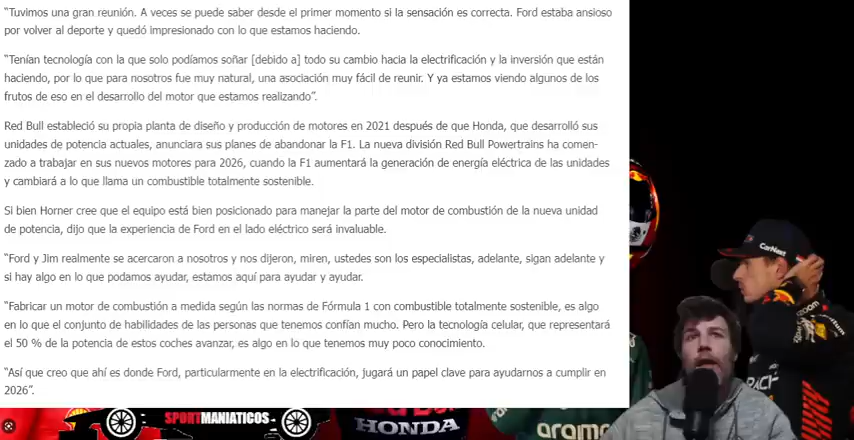 “Tuvimos una gran reunión. A veces se puede saber desde el primer momento si la sensación es correcta. Ford estaba ansioso
por volver al deporte y quedó impresionado con lo que estamos haciendo.
“Tenían tecnología con la que solo podíamos soñar [debido a] todo su cambio hacia la electrificación y la inversión que están
haciendo, por lo que para nosotros fue muy natural, una asociación muy fácil de reunir. Y ya estamos viendo algunos de los
frutos de eso en el desarrollo del motor que estamos realizando”.
Red Bull estableció su propia planta de diseño y producción de motores en 2021 después de que Honda, que desarrolló sus
unidades de potencia actuales, anunciara sus planes de abandonar la F1. La nueva división Red Bull Powertrains ha comen-
zado a trabajar en sus nuevos motores para 2026, cuando la F1 aumentará la generación de energía eléctrica de las unidades
y cambiará a lo que llama un combustible totalmente sostenible.
Si bien Horner cree que el equipo está bien posicionado para manejar la parte del motor de combustión de la nueva unidad
de potencia, dijo que la experiencia de Ford en el lado eléctrico será invaluable.
“Ford y Jim realmente se acercaron a nosotros y nos dijeron, miren, ustedes son los especialistas, adelante, sigan adelante y
si hay algo en lo que podamos ayudar, estamos aquí para ayudar y ayudar.
“Fabricar un motor de combustión a medida según las normas de Fórmula 1 con combustible totalmente sostenible, es algo
en lo que el conjunto de habilidades de las personas que tenemos confían mucho. Pero la tecnología celular, que representará
el 50 % de la potencia de estos coches avanzar, es algo en lo que tenemos muy poco conocimiento.
“Así que creo que ahí es donde Ford, particularmente en la electrificación, jugará un papel clave para ayudarnos a cumplir en
2026”.
CarNext
SPORTMANIATICOS
HONDA
aramc